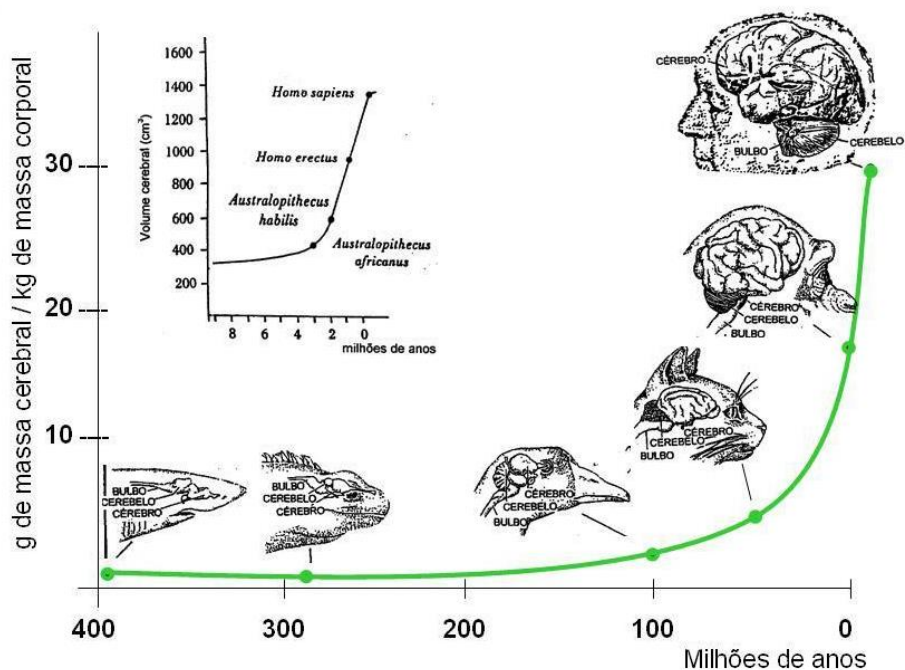 1600
1400
1000
800
600
400
200
Volume cerebral (cm³)
Homo sapiens
Homo erectus
Australopithecus
habilis
Australopithecus
africanus
8 6 4 2 0
milhões de anos
g de massa cerebral / kg de massa corporal
30
20
10
CÉREBRO
BULBO
CEREBELO
CÉREBRO
CEREBELO
BULBO
CÉREBRO
CEREBELO
BULBO
CÉREBRO
CEREBELO
BULBO
BULBO
CEREBELO
CÉREBRO
BULBO
CEREBELO
CÉREBRO
400 300 200 100 0
Milhões de anos